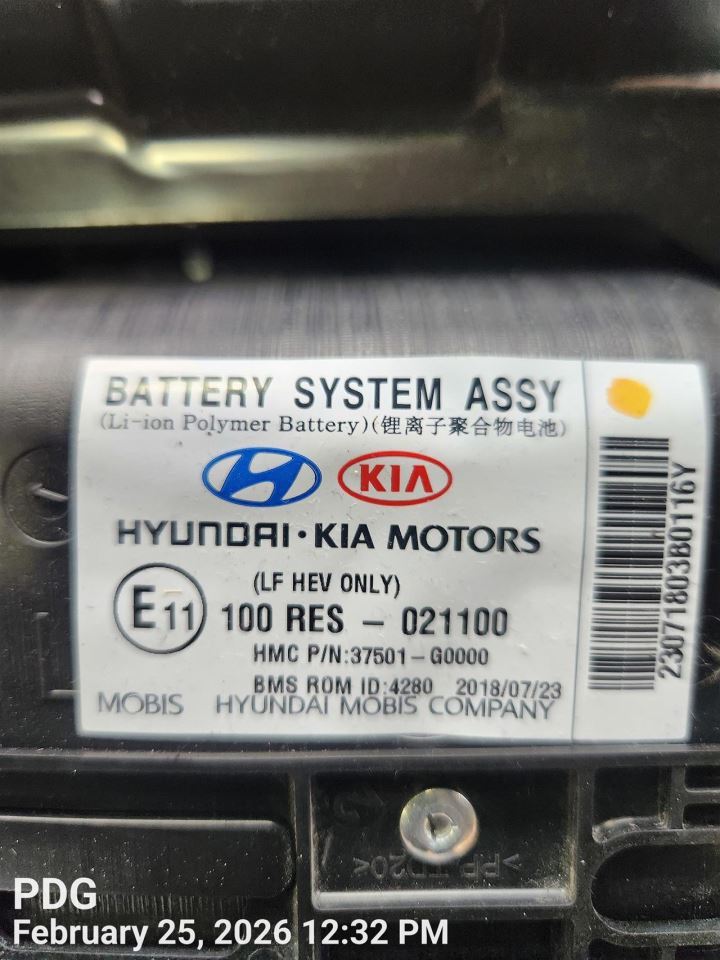 BATTERY SYSTEM ASSY
(Li-ion Polymer Battery)(锂离子聚合物电池)
KIA
HYUNDAI·KIA MOTORS
(LF HEV ONLY)
E11 100 RES - 021100
HMC P/N:37501-G0000
BMS ROM ID:4280 2018/07/23
MOBIS HYUNDAI MOBIS COMPANY
23071803B0116Y
>PP TD20<
PDG
February 25, 2026 12:32 PM